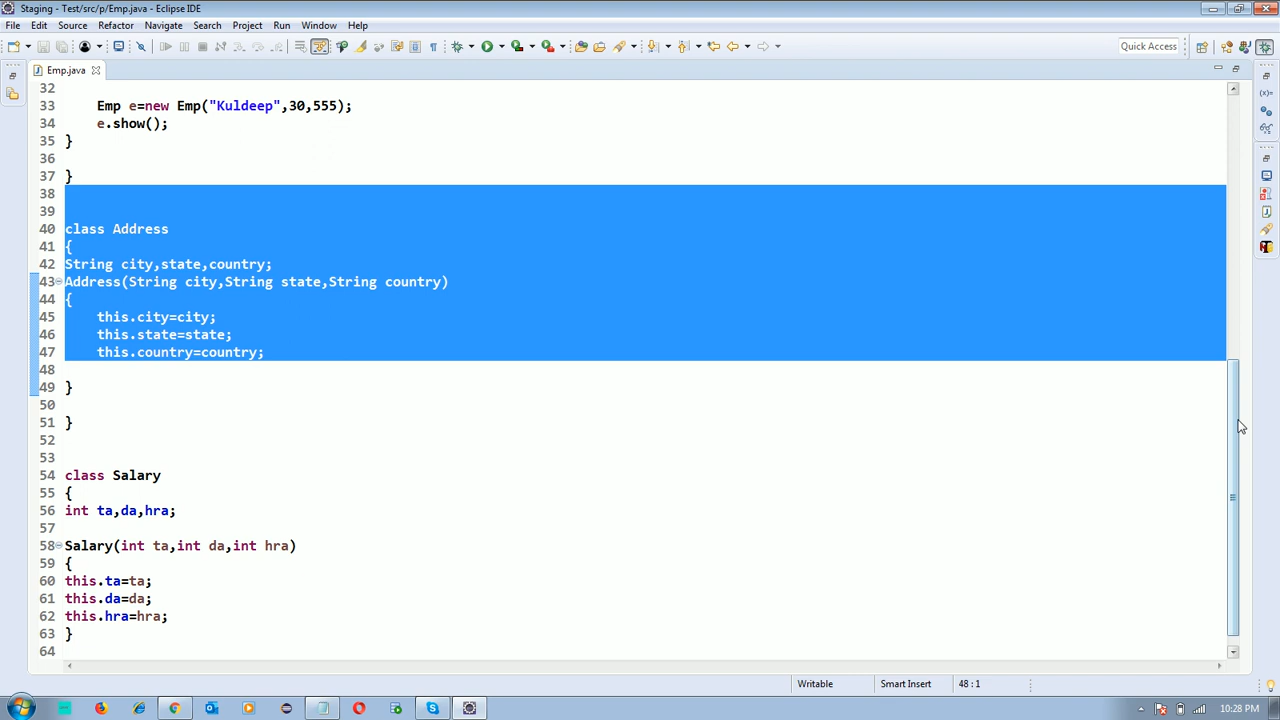 Staging - Test/src/p/Emp.java - Eclipse IDE
File Edit Source Refactor Navigate Search Project Run Window Help
Quick Access
Emp.java
32
33 Emp e=new Emp("Kuldeep",30,555);
34 e.show();
35 }
36
37 }
38
39
40 class Address
41 {
42 String city,state,country;
43 Address(String city,String state,String country)
44 {
45 this.city=city;
46 this.state=state;
47 this.country=country;
48
49 }
50
51 }
52
53
54 class Salary
55 {
56 int ta,da,hra;
57
58 Salary(int ta,int da,int hra)
59 {
60 this.ta=ta;
61 this.da=da;
62 this.hra=hra;
63 }
64
Writable Smart Insert 48 : 1
10:28 PM